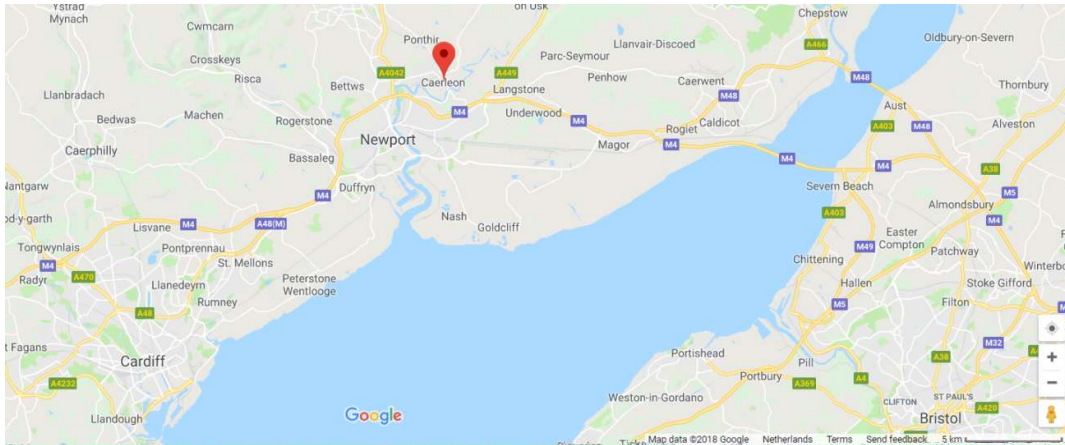 Ystrad
Mynach
on Usk
Chepstow
Cwmcarn
Ponthir
A466
Oldbury-on-Severn
Crosskeys
Llanvair-Discoed
Parc-Seymour
Risca
A4042
A449
Bettws
Caerleon
Penhow
Caerwent
M48
Thornbury
Llanbradach
Langstone
M48
Machen
M4
Underwood
Aust
Bedwas
Rogerstone
M4
Rogiet
Caldicot
A403
M48
Alveston
Newport
Caerphilly
Magor
M4
Bassaleg
M4
M4
A38
Nantgarw
Duffryn
Severn Beach
M5
M4
Almondsbury
od-y-garth
Nash
A403
M4
Lisvane
M4
A48(M)
Goldcliff
Easter
Compton
Tongwynlais
Pontprennau
M49
Patchway
M4
St. Mellons
Chittening
Winterbo
Radyr
A470
Llanedeyrn
Peterstone
Wentlooge
Hallen
Stoke Gifford
Rumney
M5
Filton
A48
M32
t Fagans
Cardiff
Portishead
Pill
A38
A4232
Portbury
A369
A4
Weston-in-Gordano
CLIFTON
ST PAUL'S
A420
Llandough
Google
Bristol
Map data ©2018 Google Netherlands Terms Send feedback 5 km